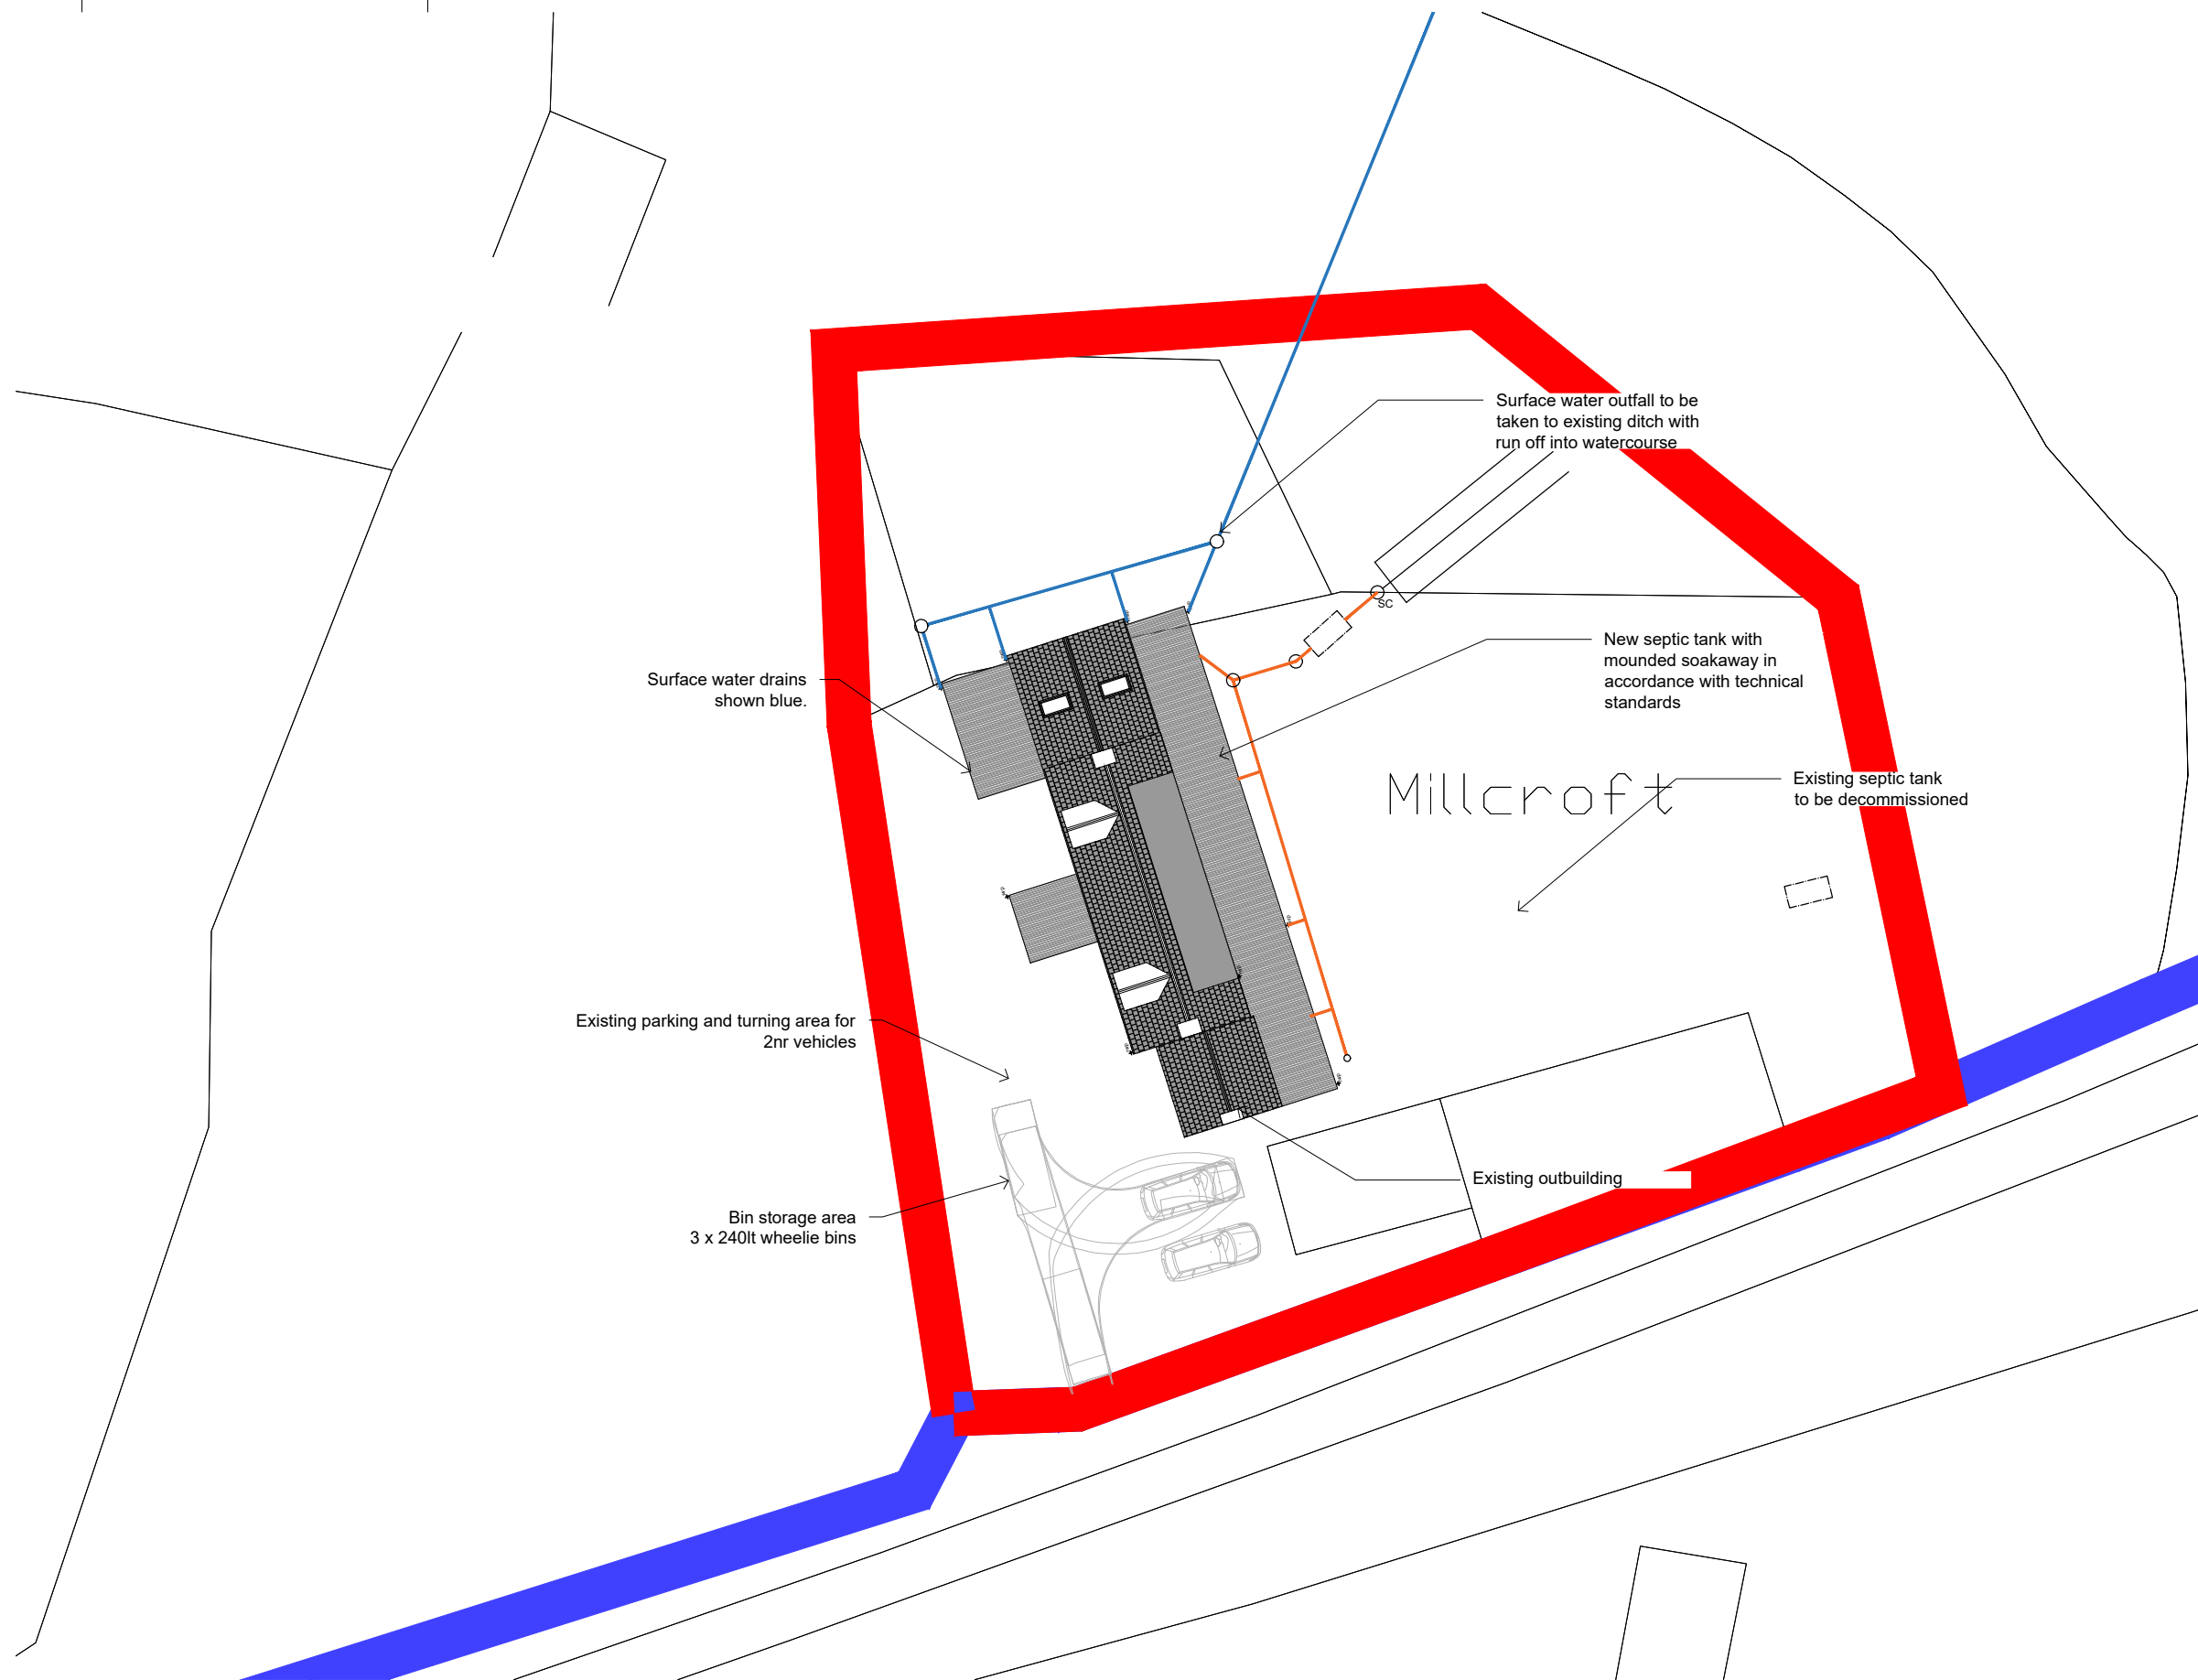 Surface water outfall to be
taken to existing ditch with
run off into watercourse
SC
New septic tank with
mounded soakaway in
accordance with technical
standards
Surface water drains
shown blue.
Millcroft
Existing septic tank
to be decommissioned
Existing parking and turning area for
2nr vehicles
Existing outbuilding
Bin storage area
3 x 240lt wheelie bins